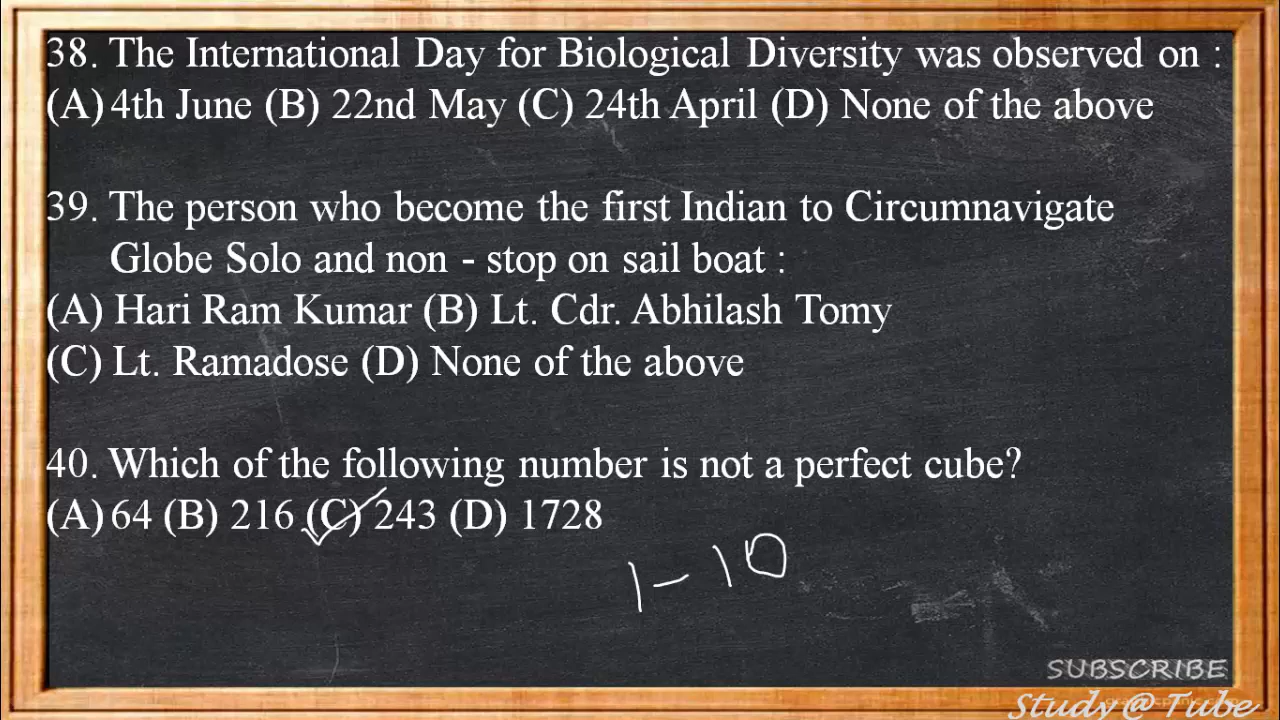 38. The International Day for Biological Diversity was observed on :
(A) 4th June (B) 22nd May (C) 24th April (D) None of the above
39. The person who become the first Indian to Circumnavigate
Globe Solo and non - stop on sail boat :
(A) Hari Ram Kumar (B) Lt. Cdr. Abhilash Tomy
(C) Lt. Ramadose (D) None of the above
40. Which of the following number is not a perfect cube?
(A) 64 (B) 216 (C) 243 (D) 1728
1 - 10
SUBSCRIBE
Study @ Tube